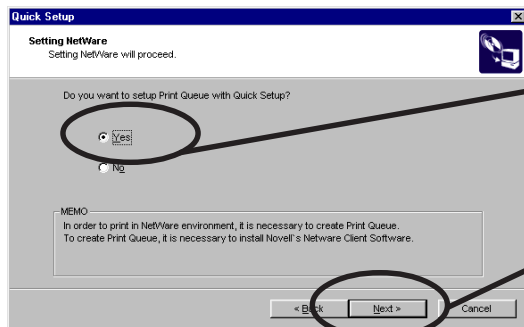 Quick Setup
Setting NetWare
Setting NetWare will proceed.
Do you want to setup Print Queue with Quick Setup?
Yes
No
MEMO
In order to print in NetWare environment, it is necessary to create Print Queue.
To create Print Queue, it is necessary to install Novell's Netware Client Software.
« Back
Next »
Cancel